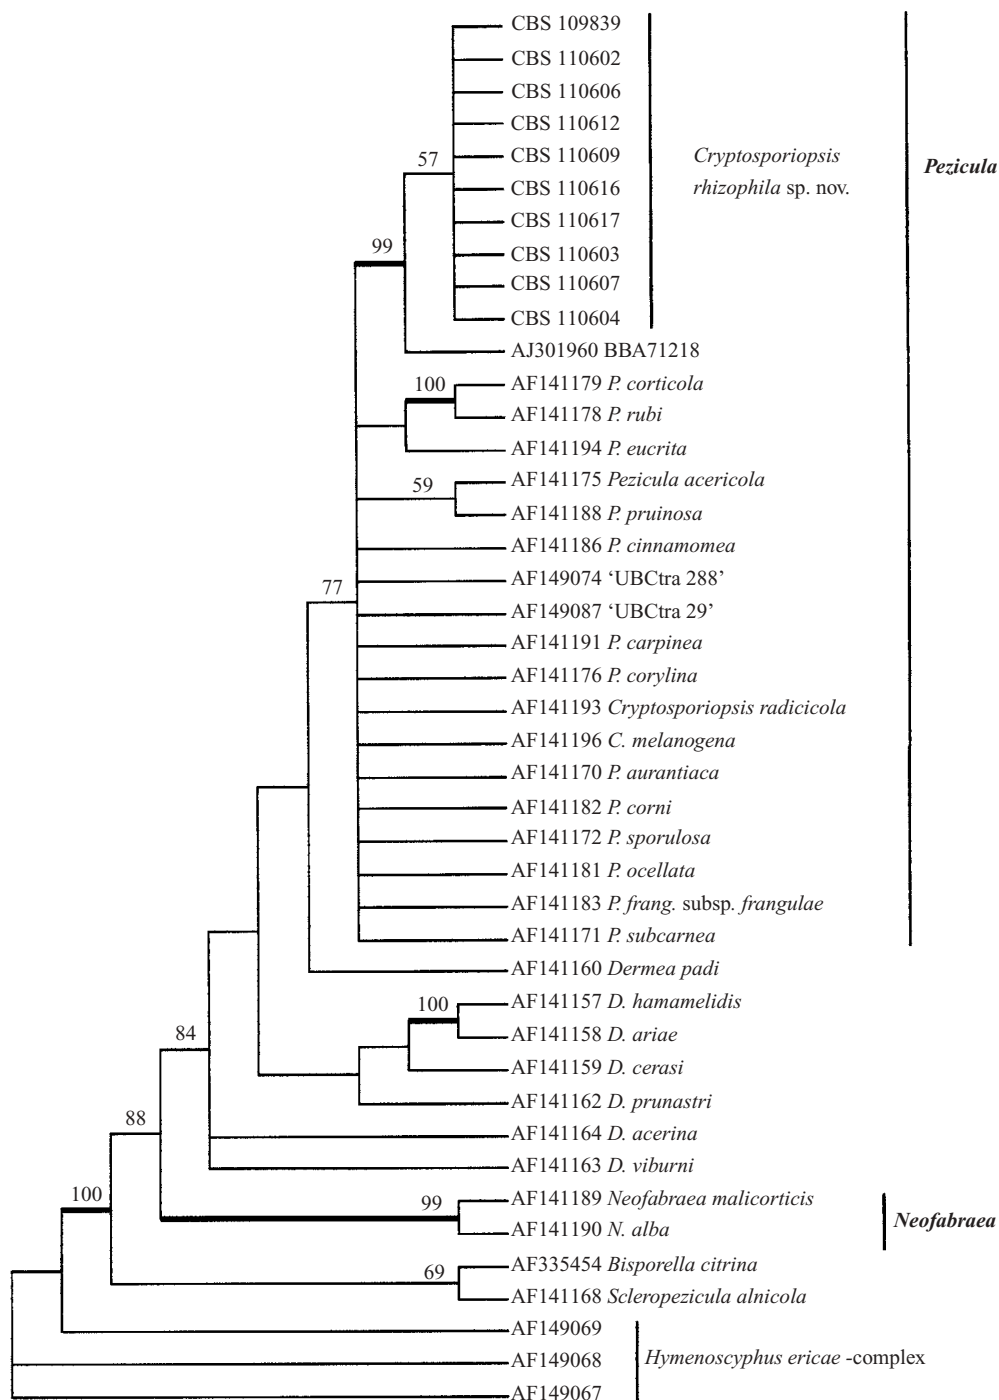 CBS 109839
CBS 110602
CBS 110606
CBS 110612
CBS 110609
57
Cryptosporiopsis
rhizophila sp. nov.
Pezicula
CBS 110616
CBS 110617
99
CBS 110603
CBS 110607
CBS 110604
AJ301960 BBA71218
100
AF141179 P. corticola
AF141178 P. rubi
AF141194 P. eucrita
59
AF141175 Pezicula acericola
AF141188 P. pruinosa
AF141186 P. cinnamomea
77
AF149074 ‘UBCtra 288’
AF149087 ‘UBCtra 29’
AF141191 P. carpinea
AF141176 P. corylina
AF141193 Cryptosporiopsis radicicola
AF141196 C. melanogena
AF141170 P. aurantiaca
AF141182 P. corni
AF141172 P. sporulosa
AF141181 P. ocellata
AF141183 P. frang. subsp. frangulae
AF141171 P. subcarnea
AF141160 Dermea padi
100
AF141157 D. hamamelidis
84
AF141158 D. ariae
AF141159 D. cerasi
AF141162 D. prunastri
88
AF141164 D. acerina
AF141163 D. viburni
100
99
AF141189 Neofabraea malicorticis
AF141190 N. alba
Neofabraea
69
AF335454 Bisporella citrina
AF141168 Scleropezicula alnicola
AF149069
AF149068
Hymenoscyphus ericae -complex
AF149067